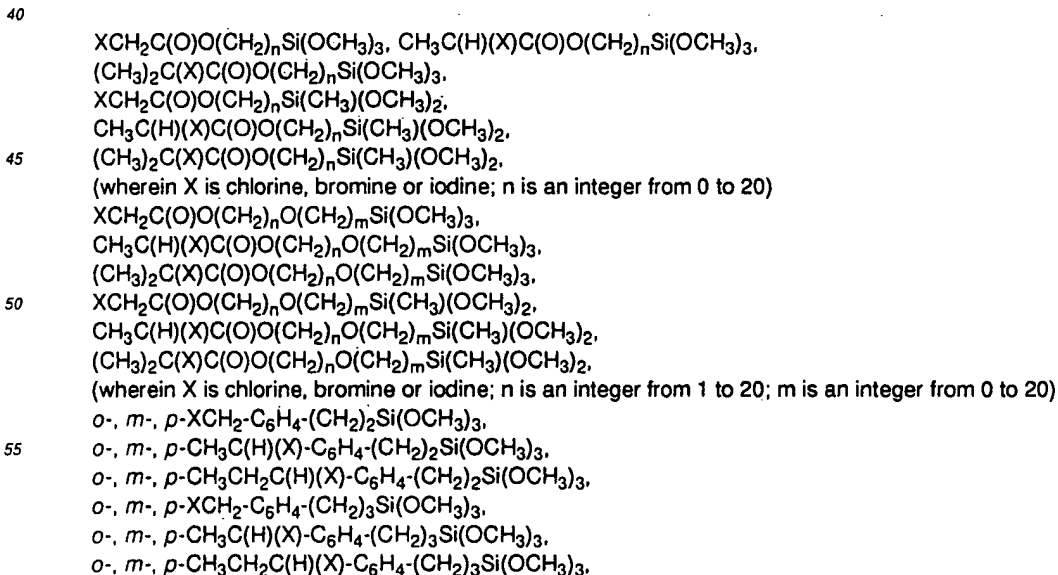 40
XCH₂C(O)O(CH₂)ₙSi(OCH₃)₃, CH₃C(H)(X)C(O)O(CH₂)ₙSi(OCH₃)₃,
(CH₃)₂C(X)C(O)O(CH₂)ₙSi(OCH₃)₃,
XCH₂C(O)O(CH₂)ₙSi(CH₃)(OCH₃)₂,
CH₃C(H)(X)C(O)O(CH₂)ₙSi(CH₃)(OCH₃)₂,
45 (CH₃)₂C(X)C(O)O(CH₂)ₙSi(CH₃)(OCH₃)₂,
(wherein X is chlorine, bromine or iodine; n is an integer from 0 to 20)
XCH₂C(O)O(CH₂)ₙO(CH₂)ₘSi(OCH₃)₃,
CH₃C(H)(X)C(O)O(CH₂)ₙO(CH₂)ₘSi(OCH₃)₃,
(CH₃)₂C(X)C(O)O(CH₂)ₙO(CH₂)ₘSi(OCH₃)₃,
50 XCH₂C(O)O(CH₂)ₙO(CH₂)ₘSi(CH₃)(OCH₃)₂,
CH₃C(H)(X)C(O)O(CH₂)ₙO(CH₂)ₘSi(CH₃)(OCH₃)₂,
(CH₃)₂C(X)C(O)O(CH₂)ₙO(CH₂)ₘSi(CH₃)(OCH₃)₂,
(wherein X is chlorine, bromine or iodine; n is an integer from 1 to 20; m is an integer from 0 to 20)
o-, m-, p-XCH₂-C₆H₄-(CH₂)₂Si(OCH₃)₃,
55 o-, m-, p-CH₃C(H)(X)-C₆H₄-(CH₂)₂Si(OCH₃)₃,
o-, m-, p-CH₃CH₂C(H)(X)-C₆H₄-(CH₂)₂Si(OCH₃)₃,
o-, m-, p-XCH₂-C₆H₄-(CH₂)₃Si(OCH₃)₃,
o-, m-, p-CH₃C(H)(X)-C₆H₄-(CH₂)₃Si(OCH₃)₃,
o-, m-, p-CH₃CH₂C(H)(X)-C₆H₄-(CH₂)₃Si(OCH₃)₃,